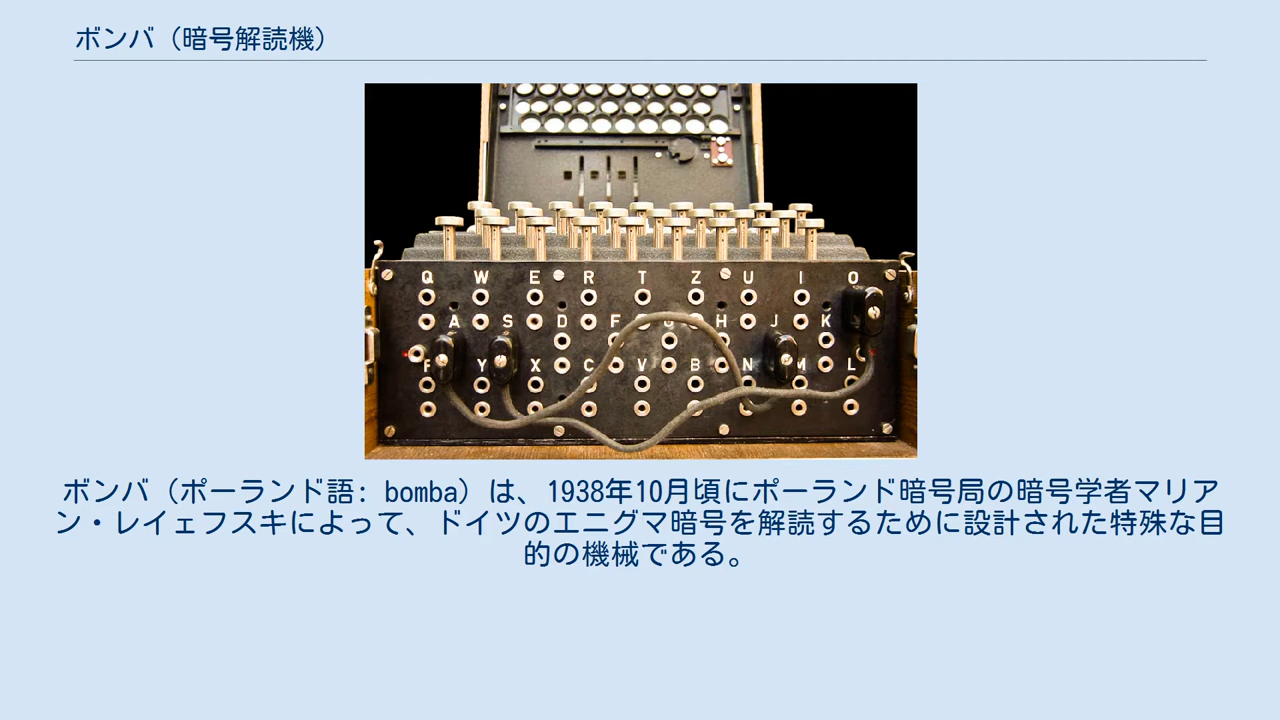 ボンバ（暗号解読機）
Q W E R T Z U I O
A S D F G H J K
P Y X C V B N M L
ボンバ（ポーランド語: bomba）は、1938年10月頃にポーランド暗号局の暗号学者マリア
ン・レイェフスキによって、ドイツのエニグマ暗号を解読するために設計された特殊な目
的の機械である。